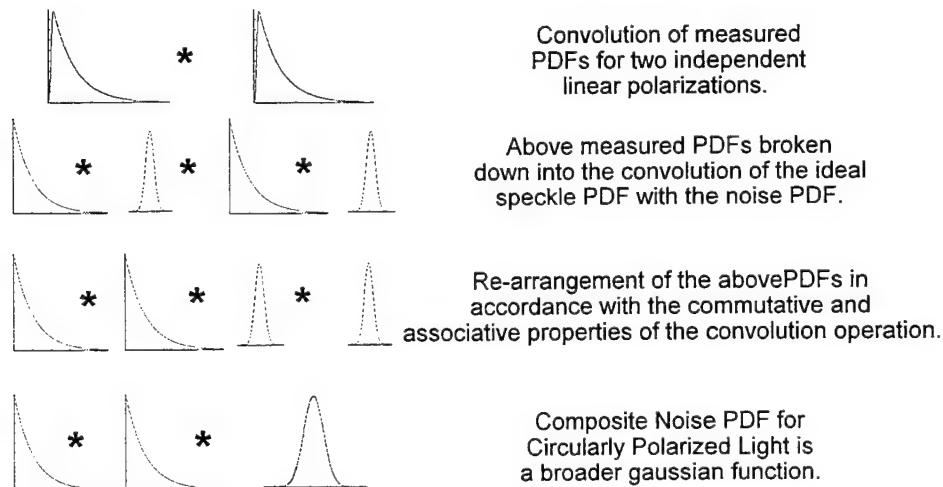 Convolution of measured
PDFs for two independent
linear polarizations.
Above measured PDFs broken
down into the convolution of the ideal
speckle PDF with the noise PDF.
Re-arrangement of the abovePDFs in
accordance with the commutative and
associative properties of the convolution operation.
Composite Noise PDF for
Circularly Polarized Light is
a broader gaussian function.